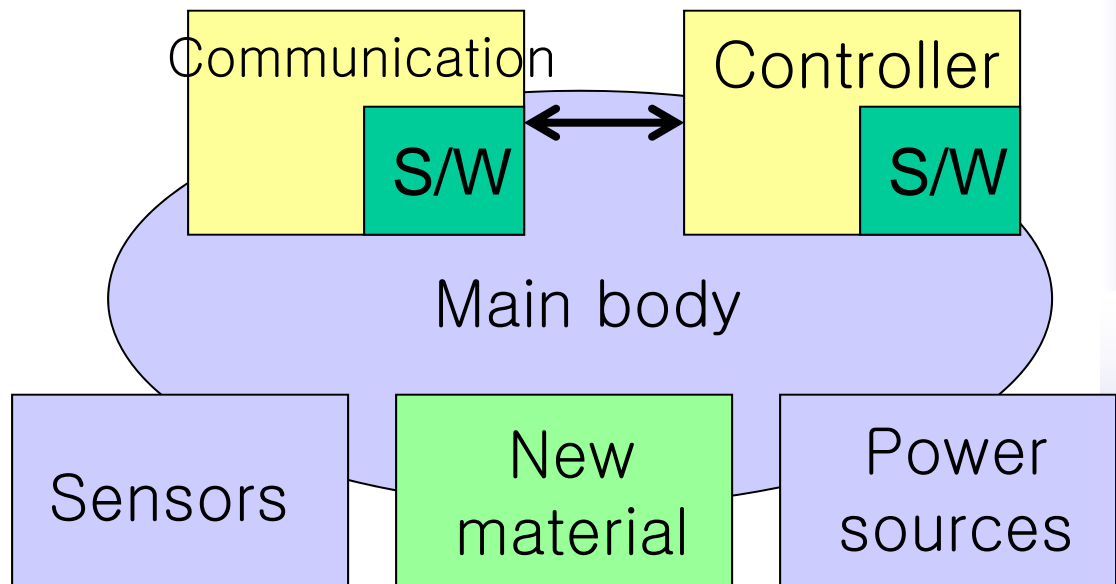 Communication
S/W
Controller
S/W
Main body
Sensors
New
material
Power
sources